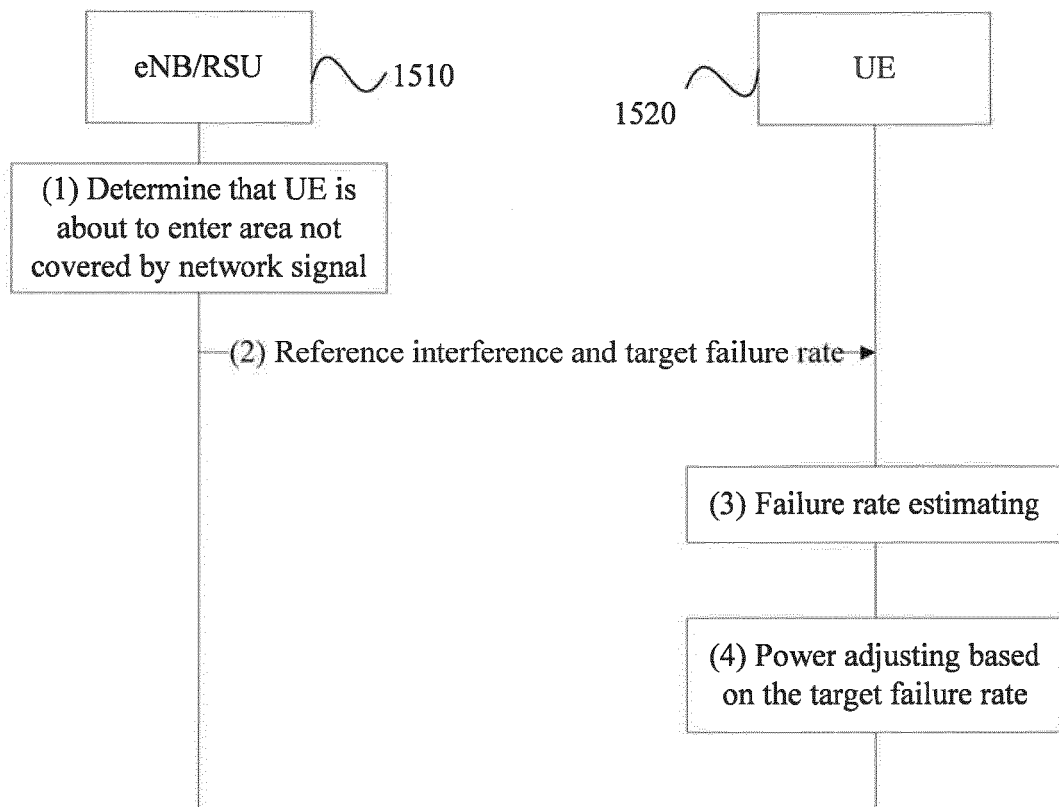 eNB/RSU
1510
UE
1520
(1) Determine that UE is
about to enter area not
covered by network signal
(2) Reference interference and target failure rate
(3) Failure rate estimating
(4) Power adjusting based
on the target failure rate